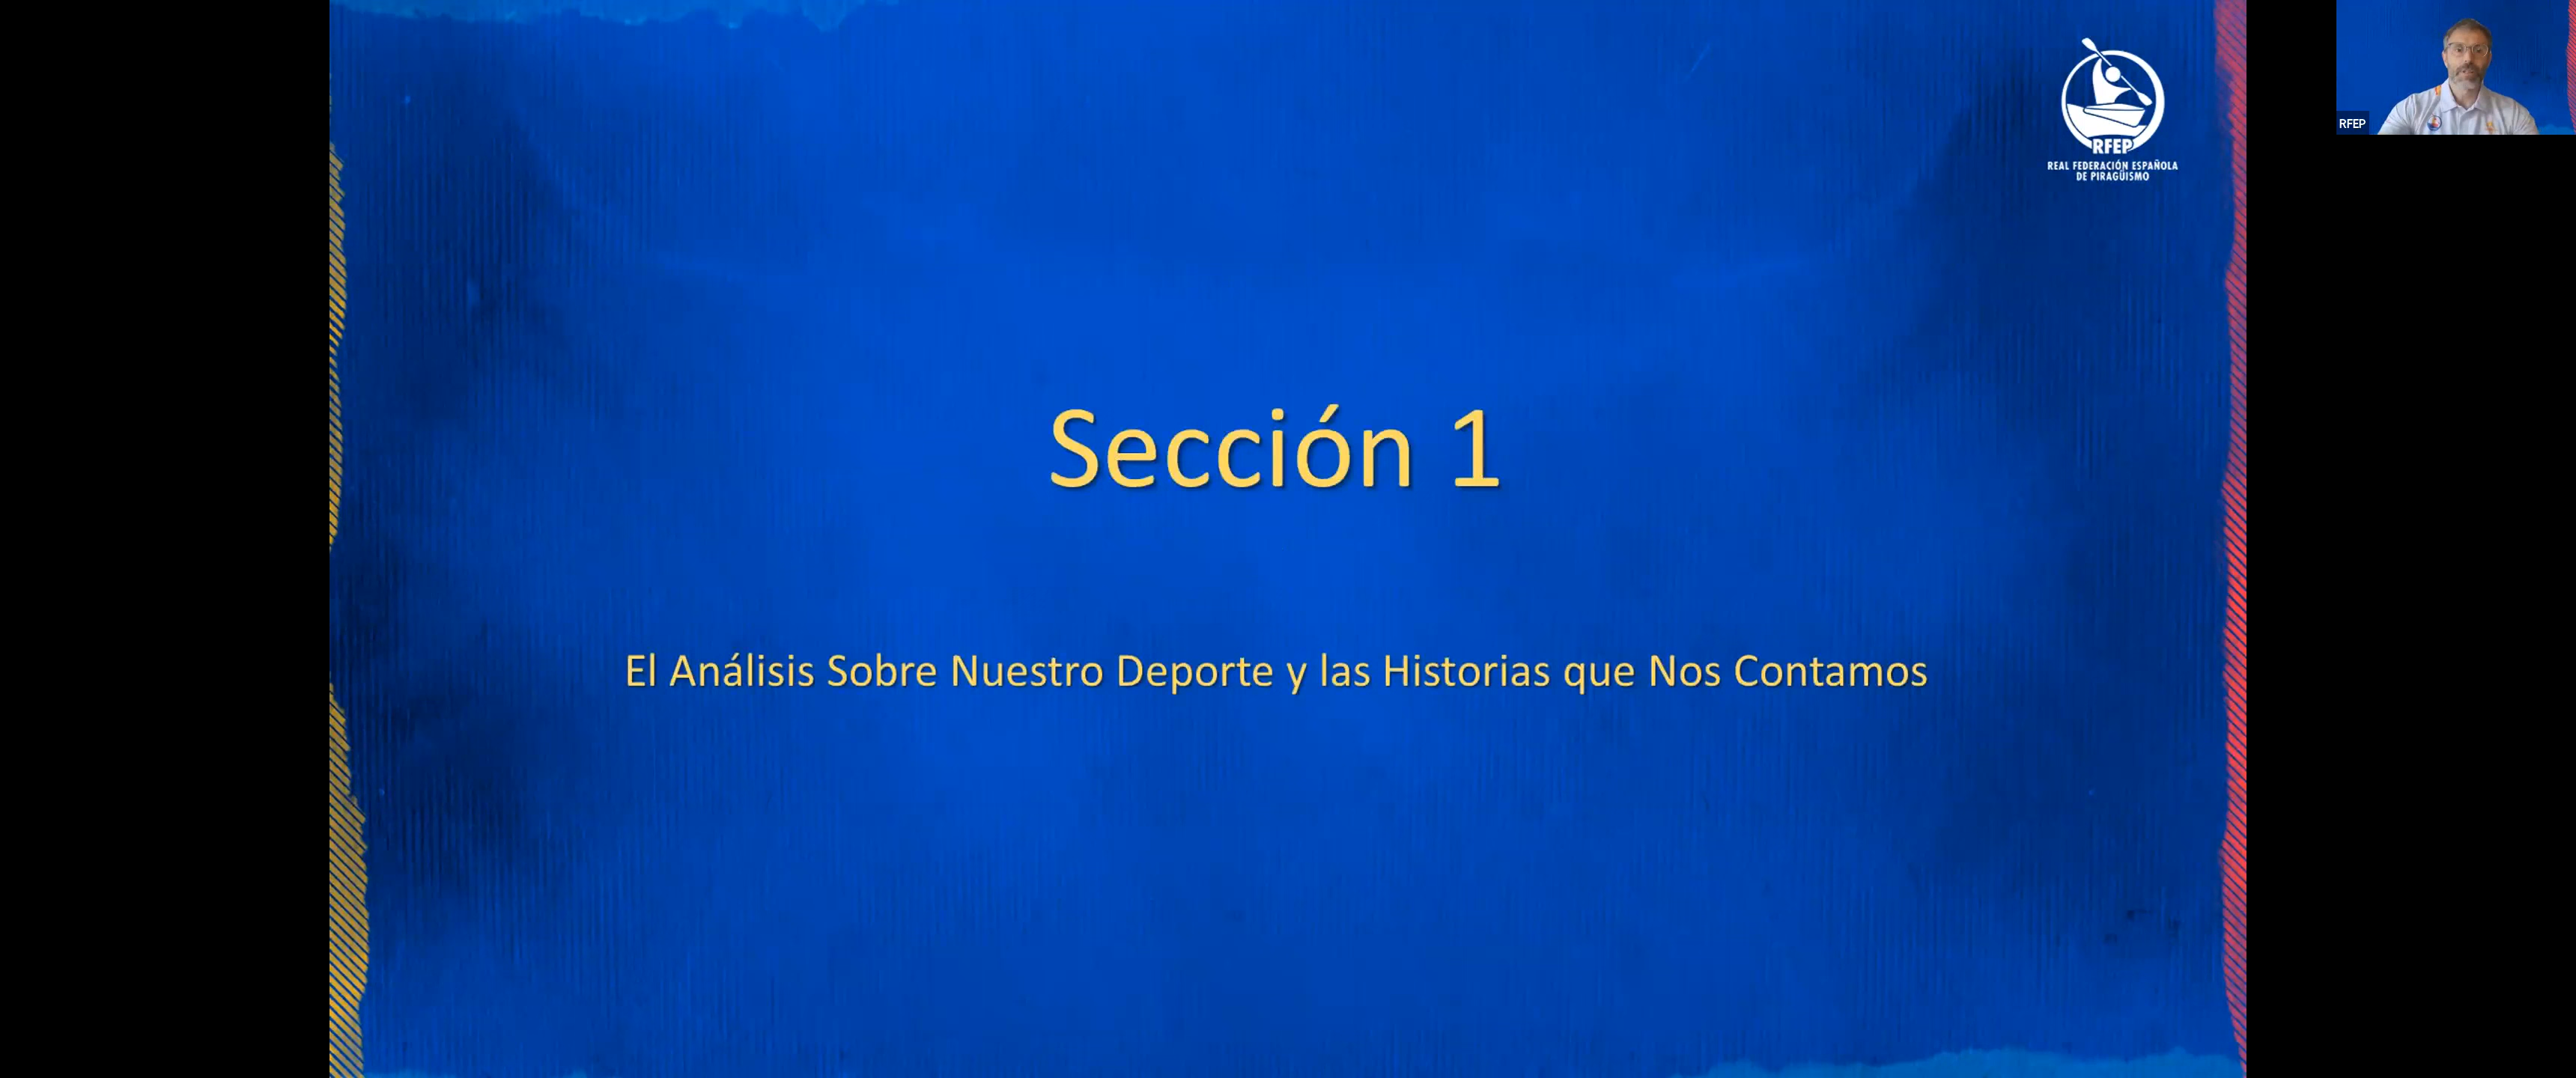 RFEP
REAL FEDERACIÓN ESPAÑOLA
DE PIRAGÜISMO
RFEP
Sección 1
El Análisis Sobre Nuestro Deporte y las Historias que Nos Contamos